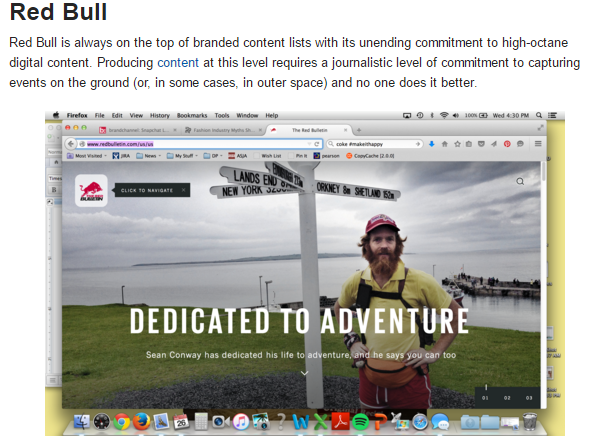 Red Bull
Red Bull is always on the top of branded content lists with its unending commitment to high-octane
digital content. Producing content at this level requires a journalistic level of commitment to capturing
events on the ground (or, in some cases, in outer space) and no one does it better.
Firefox File Edit View History Bookmarks Tools Window Help 100% Wed 4:30 PM
brandchannel: Snapchat L... Fashion Industry Myths Sh... The Red Bulletin
www.redbulletin.com/us/us coke #makeithappy
Most Visited JIRA News My Stuff OP ASJA Wish List Pin It pearson CopyCache [2.0.0]
LANDS END
NEW YORK
ORKNEY 8m SHETLAND
CLICK TO NAVIGATE
BULLETIN
DEDICATED TO ADVENTURE
Sean Conway has dedicated his life to adventure, and he says you can too
01 02 03
26